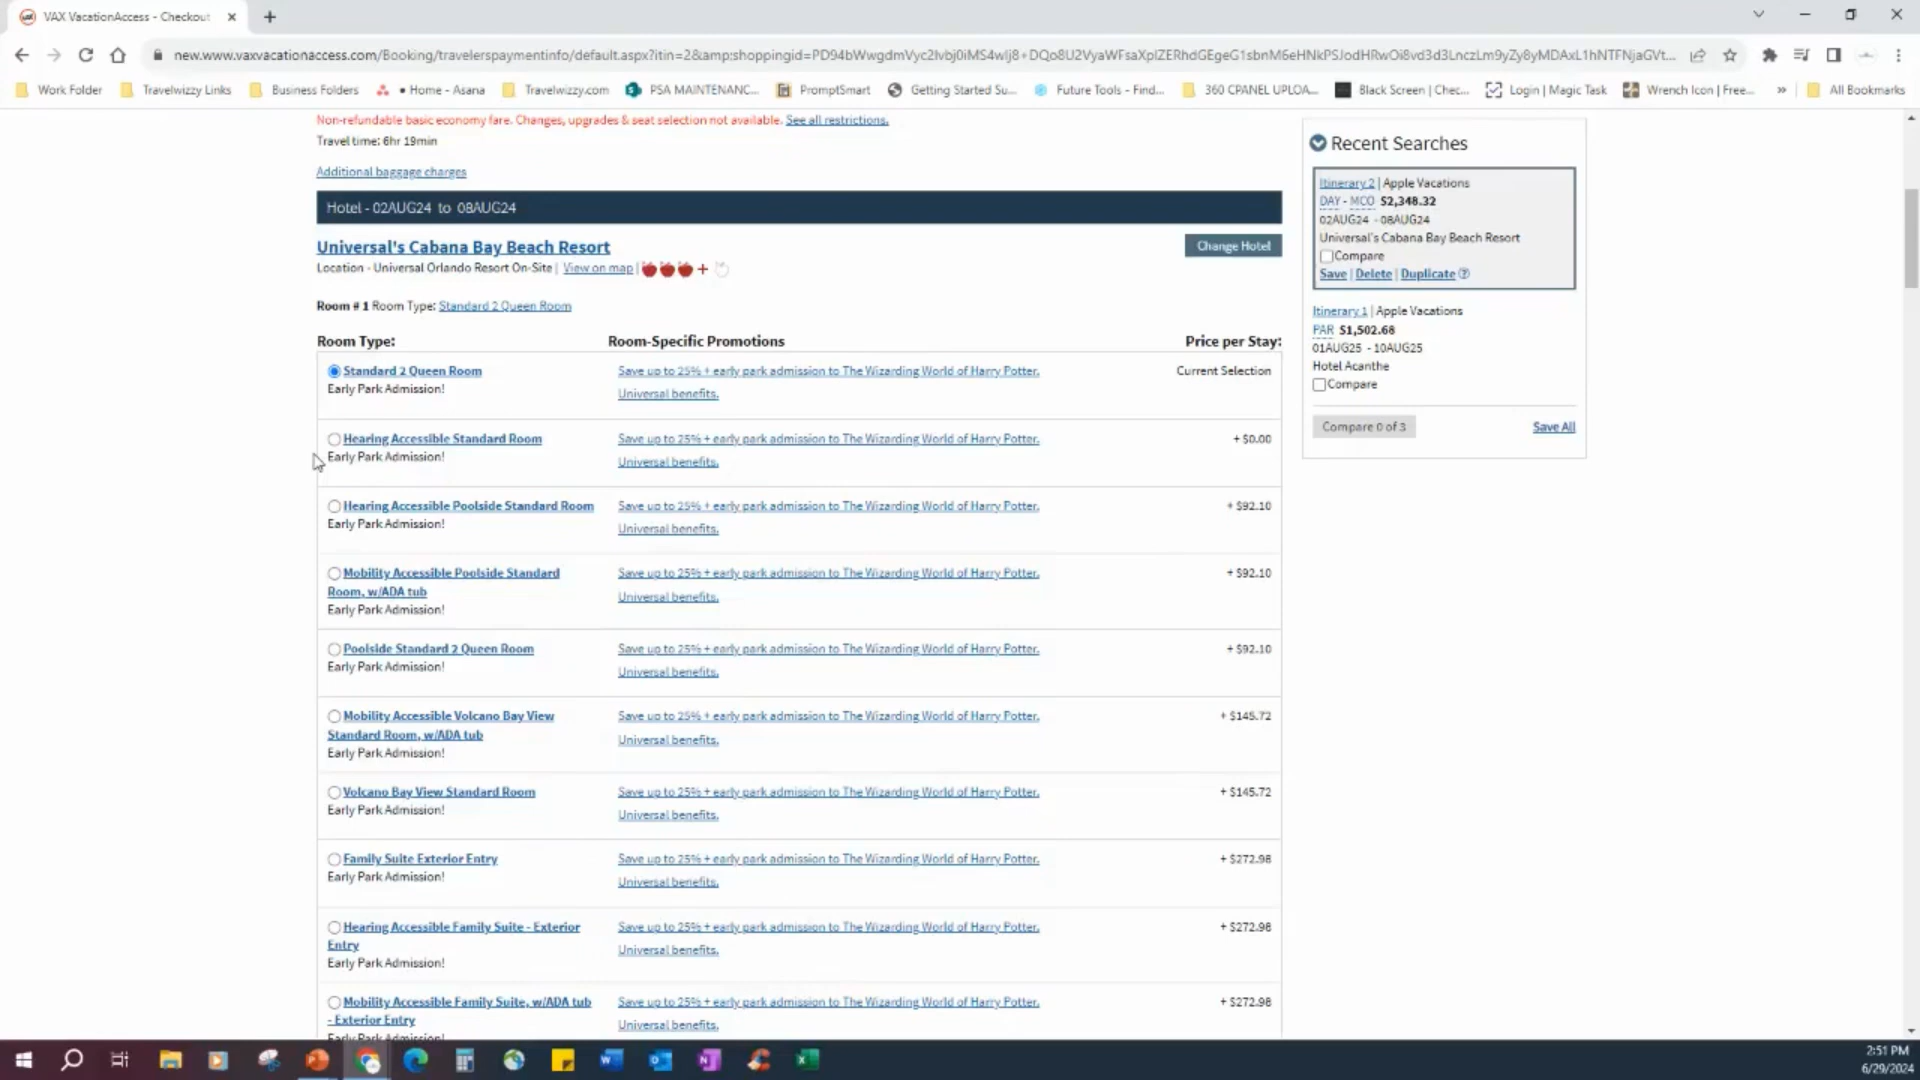 VAX VacationAccess - Checkout
new.www.vaxvacationaccess.com/Booking/travelerspaymentinfo/default.aspx?itin=2&amp;shoppingid=
Work Folder
Travelwizzy Links
Business Folders
• Home - Asana
Travelwizzy.com
PSA MAINTENANC...
PromptSmart
Getting Started Su...
Future Tools - Find...
360 CPANEL UPLOA...
Black Screen | Chec...
Login | Magic Task
Wrench Icon | Free...
»
All Bookmarks
Non-refundable basic economy fare. Changes, upgrades & seat selection not available. See all restrictions.
Travel time: 6hr 19min
Additional baggage charges
Hotel - 02AUG24 to 08AUG24
Universal's Cabana Bay Beach Resort
Change Hotel
Location - Universal Orlando Resort On-Site | View on map |
Room # 1 Room Type: Standard 2 Queen Room
Room Type: Room-Specific Promotions Price per Stay:
Standard 2 Queen Room Save up to 25% + early park admission to The Wizarding World of Harry Potter. Current Selection
Early Park Admission! Universal benefits.
Hearing Accessible Standard Room Save up to 25% + early park admission to The Wizarding World of Harry Potter. + $0.00
Early Park Admission! Universal benefits.
Hearing Accessible Poolside Standard Room Save up to 25% + early park admission to The Wizarding World of Harry Potter. + $92.10
Early Park Admission! Universal benefits.
Mobility Accessible Poolside Standard Save up to 25% + early park admission to The Wizarding World of Harry Potter. + $92.10
Room, w/ADA tub Universal benefits.
Early Park Admission!
Poolside Standard 2 Queen Room Save up to 25% + early park admission to The Wizarding World of Harry Potter. + $92.10
Early Park Admission! Universal benefits.
Mobility Accessible Volcano Bay View Save up to 25% + early park admission to The Wizarding World of Harry Potter. + $145.72
Standard Room, w/ADA tub Universal benefits.
Early Park Admission!
Volcano Bay View Standard Room Save up to 25% + early park admission to The Wizarding World of Harry Potter. + $145.72
Early Park Admission! Universal benefits.
Family Suite Exterior Entry Save up to 25% + early park admission to The Wizarding World of Harry Potter. + $272.98
Early Park Admission! Universal benefits.
Hearing Accessible Family Suite - Exterior Save up to 25% + early park admission to The Wizarding World of Harry Potter. + $272.98
Entry Universal benefits.
Early Park Admission!
Mobility Accessible Family Suite, w/ADA tub Save up to 25% + early park admission to The Wizarding World of Harry Potter. + $272.98
- Exterior Entry Universal benefits.
Early Park Admission!
Recent Searches
Itinerary 2 | Apple Vacations
DAY - MCO $2,348.32
02AUG24 - 08AUG24
Universal's Cabana Bay Beach Resort
Compare
Save | Delete | Duplicate ?
Itinerary 1 | Apple Vacations
PAR $1,502.68
01AUG25 - 10AUG25
Hotel Acanthe
Compare
Compare 0 of 3 Save All
2:51 PM
6/29/2024